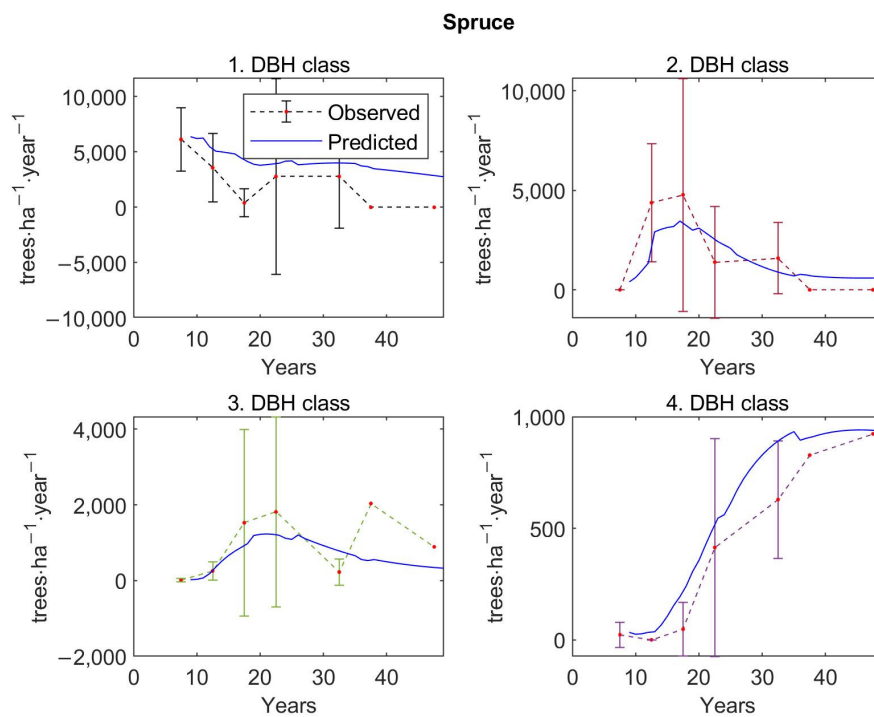 Spruce
1. DBH class
10,000
5,000
0
−5,000
−10,000
trees·ha⁻¹·year⁻¹
0 10 20 30 40
Years
Observed
Predicted
2. DBH class
10,000
5,000
0
trees·ha⁻¹·year⁻¹
0 10 20 30 40
Years
3. DBH class
4,000
2,000
0
−2,000
trees·ha⁻¹·year⁻¹
0 10 20 30 40
Years
4. DBH class
1,000
500
0
trees·ha⁻¹·year⁻¹
0 10 20 30 40
Years